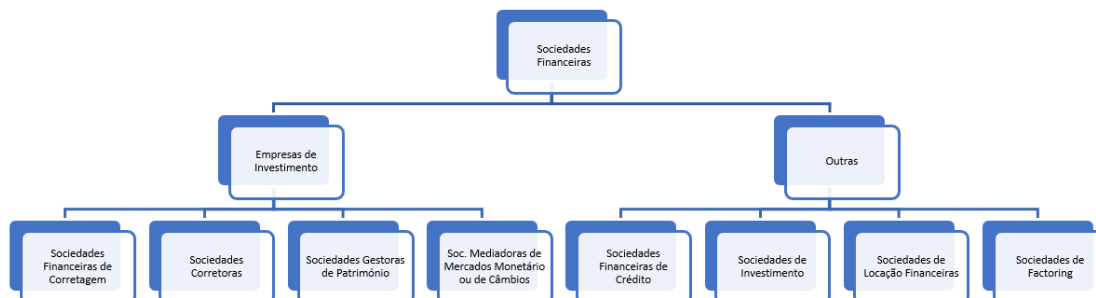 Sociedades
Financeiras
Empresas de
Investimento
Outras
Sociedades
Financeiras de
Corretagem
Sociedades
Corretoras
Sociedades Gestoras
de Património
Soc. Mediadoras de
Mercados Monetário
ou de Câmbios
Sociedades
Financeiras de
Crédito
Sociedades de
Investimento
Sociedades de
Locação Financeiras
Sociedades de
Factoring